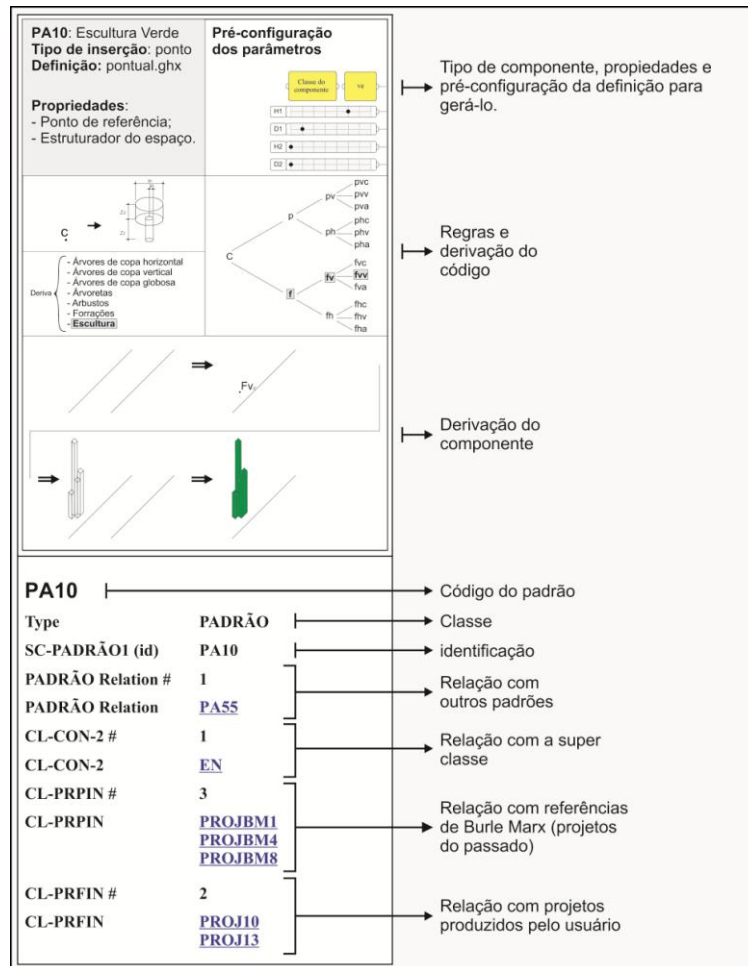 PA10: Escultura Verde
Tipo de inserção: ponto
Definição: pontual.ghx
Propriedades:
- Ponto de referência;
- Estruturador do espaço.
Pré-configuração
dos parâmetros
Classe do
componente
ve
H1
D1
H2
D2
Tipo de componente, propiedades e
pré-configuração da definição para
gerá-lo.
C
Deriva
- Árvores de copa horizontal
- Árvores de copa vertical
- Árvores de copa globosa
- Árvoretas
- Arbustos
- Forrações
- Escultura
C
p
f
pv
ph
fv
fh
pvc
pvv
pva
phc
phv
pha
fvc
fvv
fva
fhc
fhv
fha
Regras e
derivação do
código
Derivação do
componente
PA10
Código do padrão
Type PADRÃO
Classe
SC-PADRÃO1 (id) PA10
identificação
PADRÃO Relation # 1
PADRÃO Relation PA55
Relação com
outros padrões
CL-CON-2 # 1
CL-CON-2 EN
Relação com a super
classe
CL-PRPIN # 3
CL-PRPIN PROJBM1
PROJBM4
PROJBM8
Relação com referências
de Burle Marx (projetos
do passado)
CL-PRFIN # 2
CL-PRFIN PROJ10
PROJ13
Relação com projetos
produzidos pelo usuário